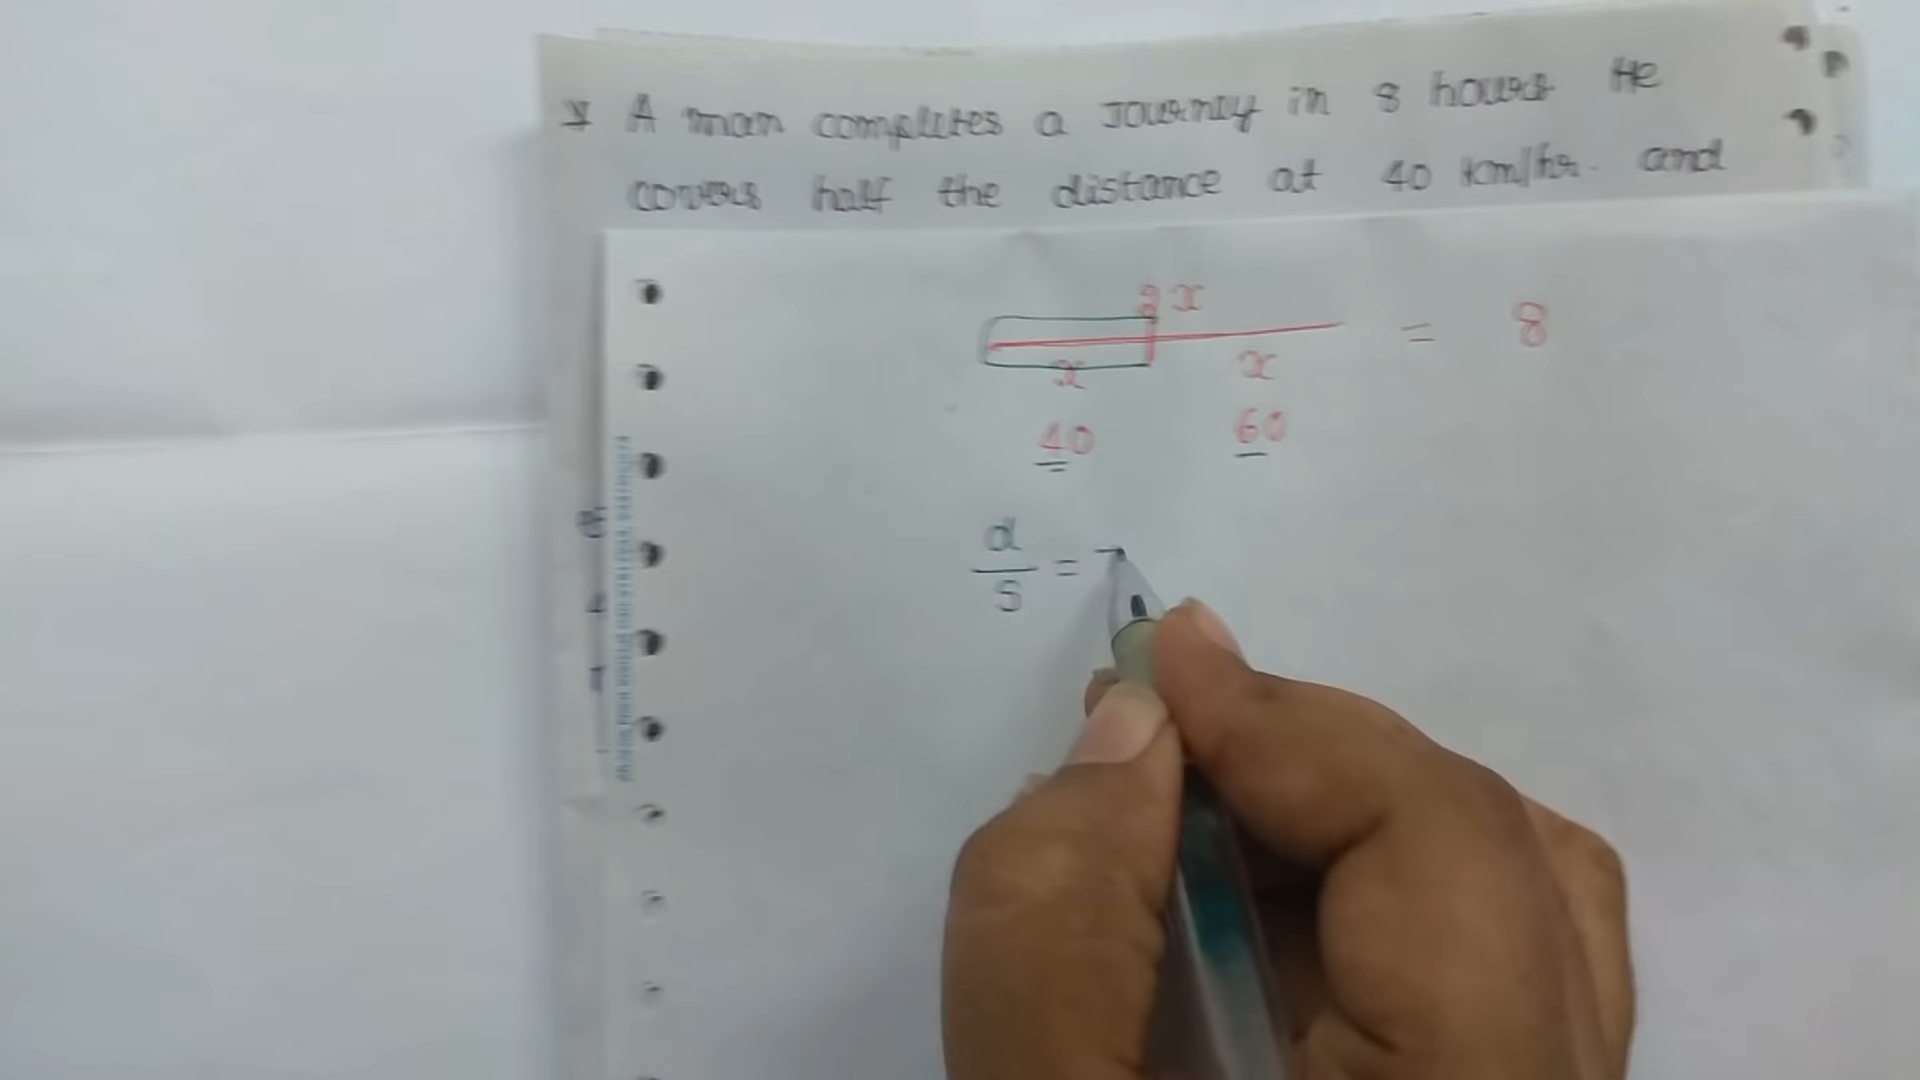 A man completes a Journey in 8 hours He
covers half the distance at 40 km/hr. and
2x
= 8
x x
40 60
d
S
=